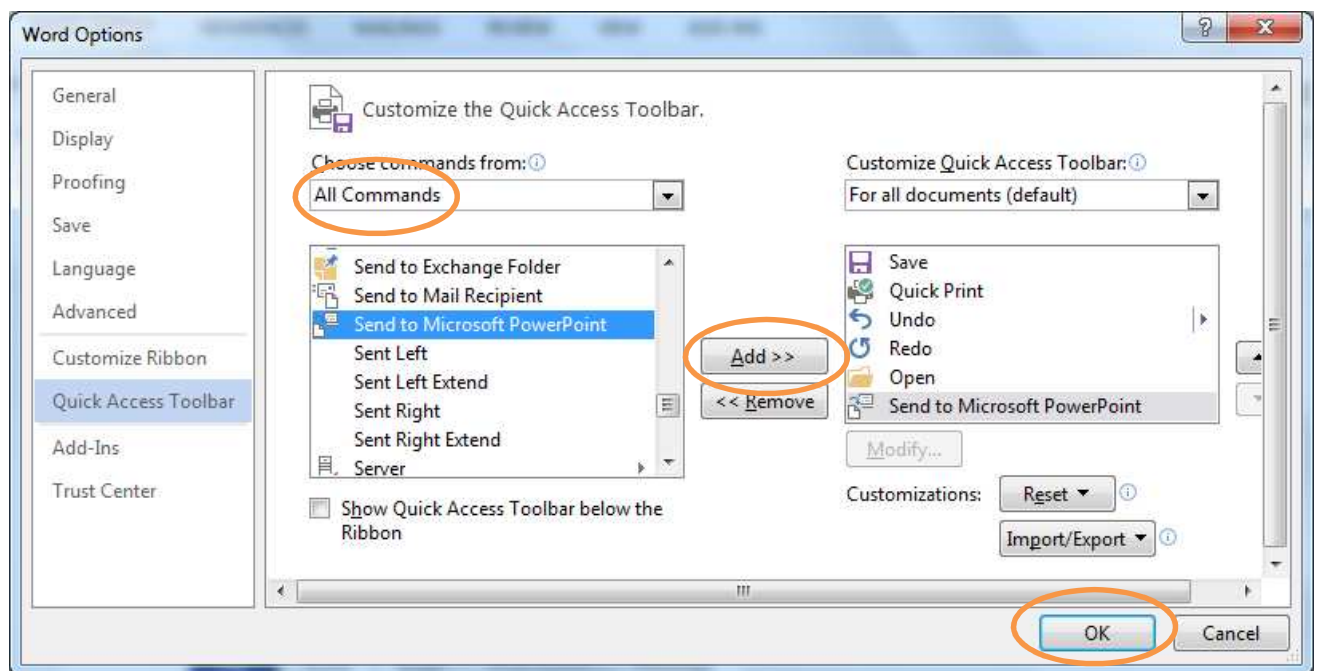 Word Options
General
Display
Proofing
Save
Language
Advanced
Customize Ribbon
Quick Access Toolbar
Add-Ins
Trust Center
Customize the Quick Access Toolbar.
Choose commands from:
All Commands
Send to Exchange Folder
Send to Mail Recipient
Send to Microsoft PowerPoint
Sent Left
Sent Left Extend
Sent Right
Sent Right Extend
Server
Show Quick Access Toolbar below the
Ribbon
Add >>
<< Remove
Customize Quick Access Toolbar:
For all documents (default)
Save
Quick Print
Undo
Redo
Open
Send to Microsoft PowerPoint
Modify...
Customizations:
Reset
Import/Export
OK
Cancel